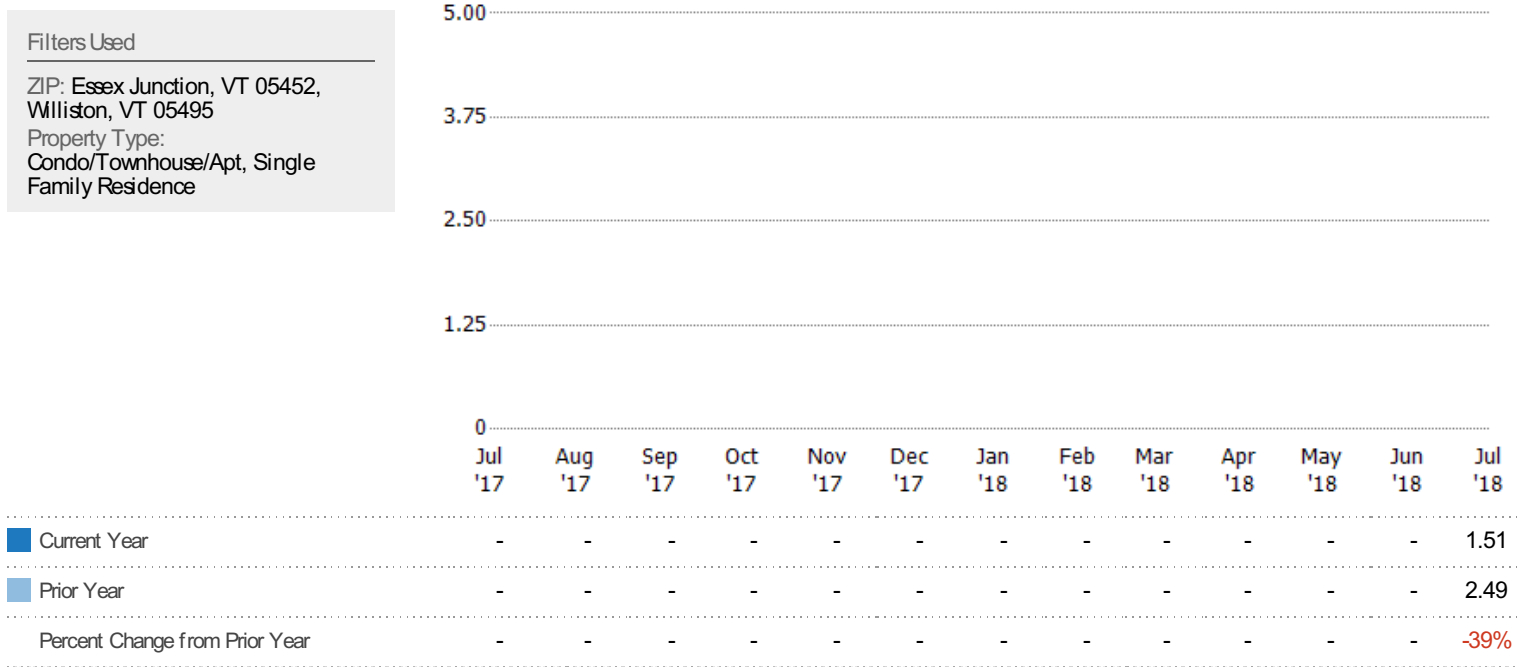 Filters Used
ZIP: Essex Junction, VT 05452,
Williston, VT 05495
Property Type:
Condo/Townhouse/Apt, Single
Family Residence
5.00
3.75
2.50
1.25
0
Jul Aug Sep Oct Nov Dec Jan Feb Mar Apr May Jun Jul
'17 '17 '17 '17 '17 '17 '18 '18 '18 '18 '18 '18 '18
Current Year - - - - - - - - - - - - 1.51
Prior Year - - - - - - - - - - - - 2.49
Percent Change from Prior Year - - - - - - - - - - - - -39%